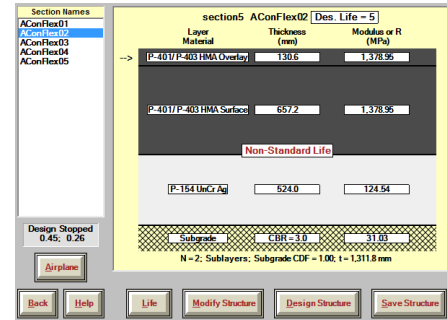 Section Names
AConFlex01
AConFlex02
AConFlex03
AConFlex04
AConFlex05
section5 AConFlex02 Des. Life = 5
Layer Material Thickness (mm) Modulus or R (MPa)
--> P-401/ P-403 HMA Overlay 130.6 1,378.95
P-401/ P-403 HMA Surface 657.2 1,378.95
Non-Standard Life
P-154 UnCr Ag 524.0 124.54
Subgrade CBR = 3.0 31.03
N = 2; Sublayers; Subgrade CDF = 1.00; t = 1,311.8 mm
Design Stopped
0.45; 0.26
Airplane
Back Help Life Modify Structure Design Structure Save Structure